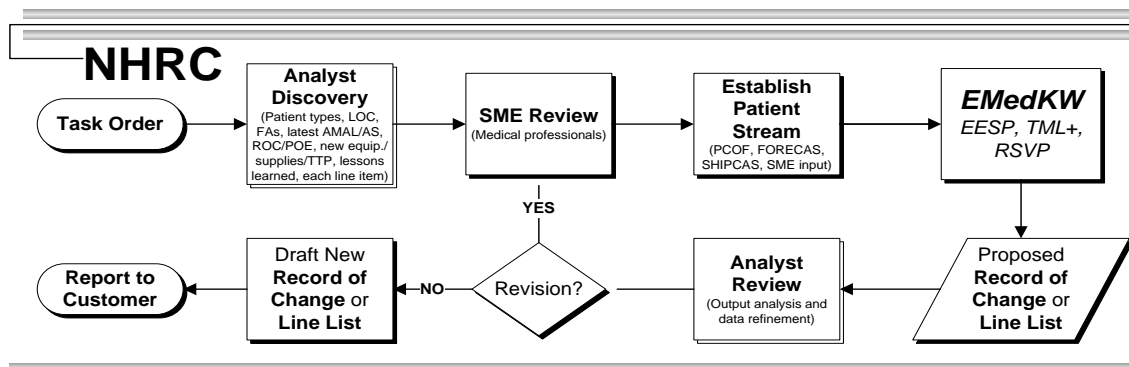 NHRC
Task Order
Analyst
Discovery
(Patient types, LOC,
FAs, latest AMAL/AS,
ROC/POE, new equip./
supplies/TTP, lessons
learned, each line item)
SME Review
(Medical professionals)
Establish
Patient
Stream
(PCOF, FORECAS,
SHIPCAS, SME input)
EMedKW
EESP, TML+,
RSVP
YES
Report to
Customer
Draft New
Record of
Change or
Line List
NO
Revision?
Analyst
Review
(Output analysis and
data refinement)
Proposed
Record of
Change or
Line List